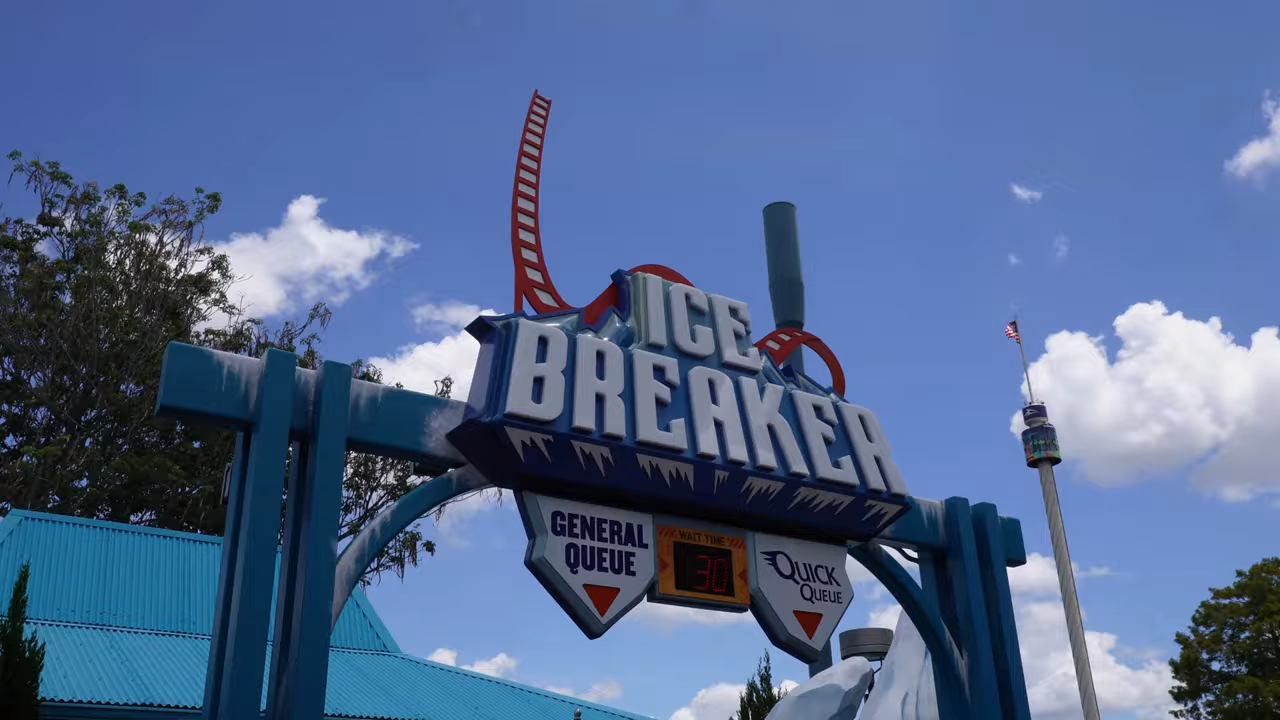 ICE
BREAKER
GENERAL
QUEUE
WAIT TIME
30
QUICK
QUEUE